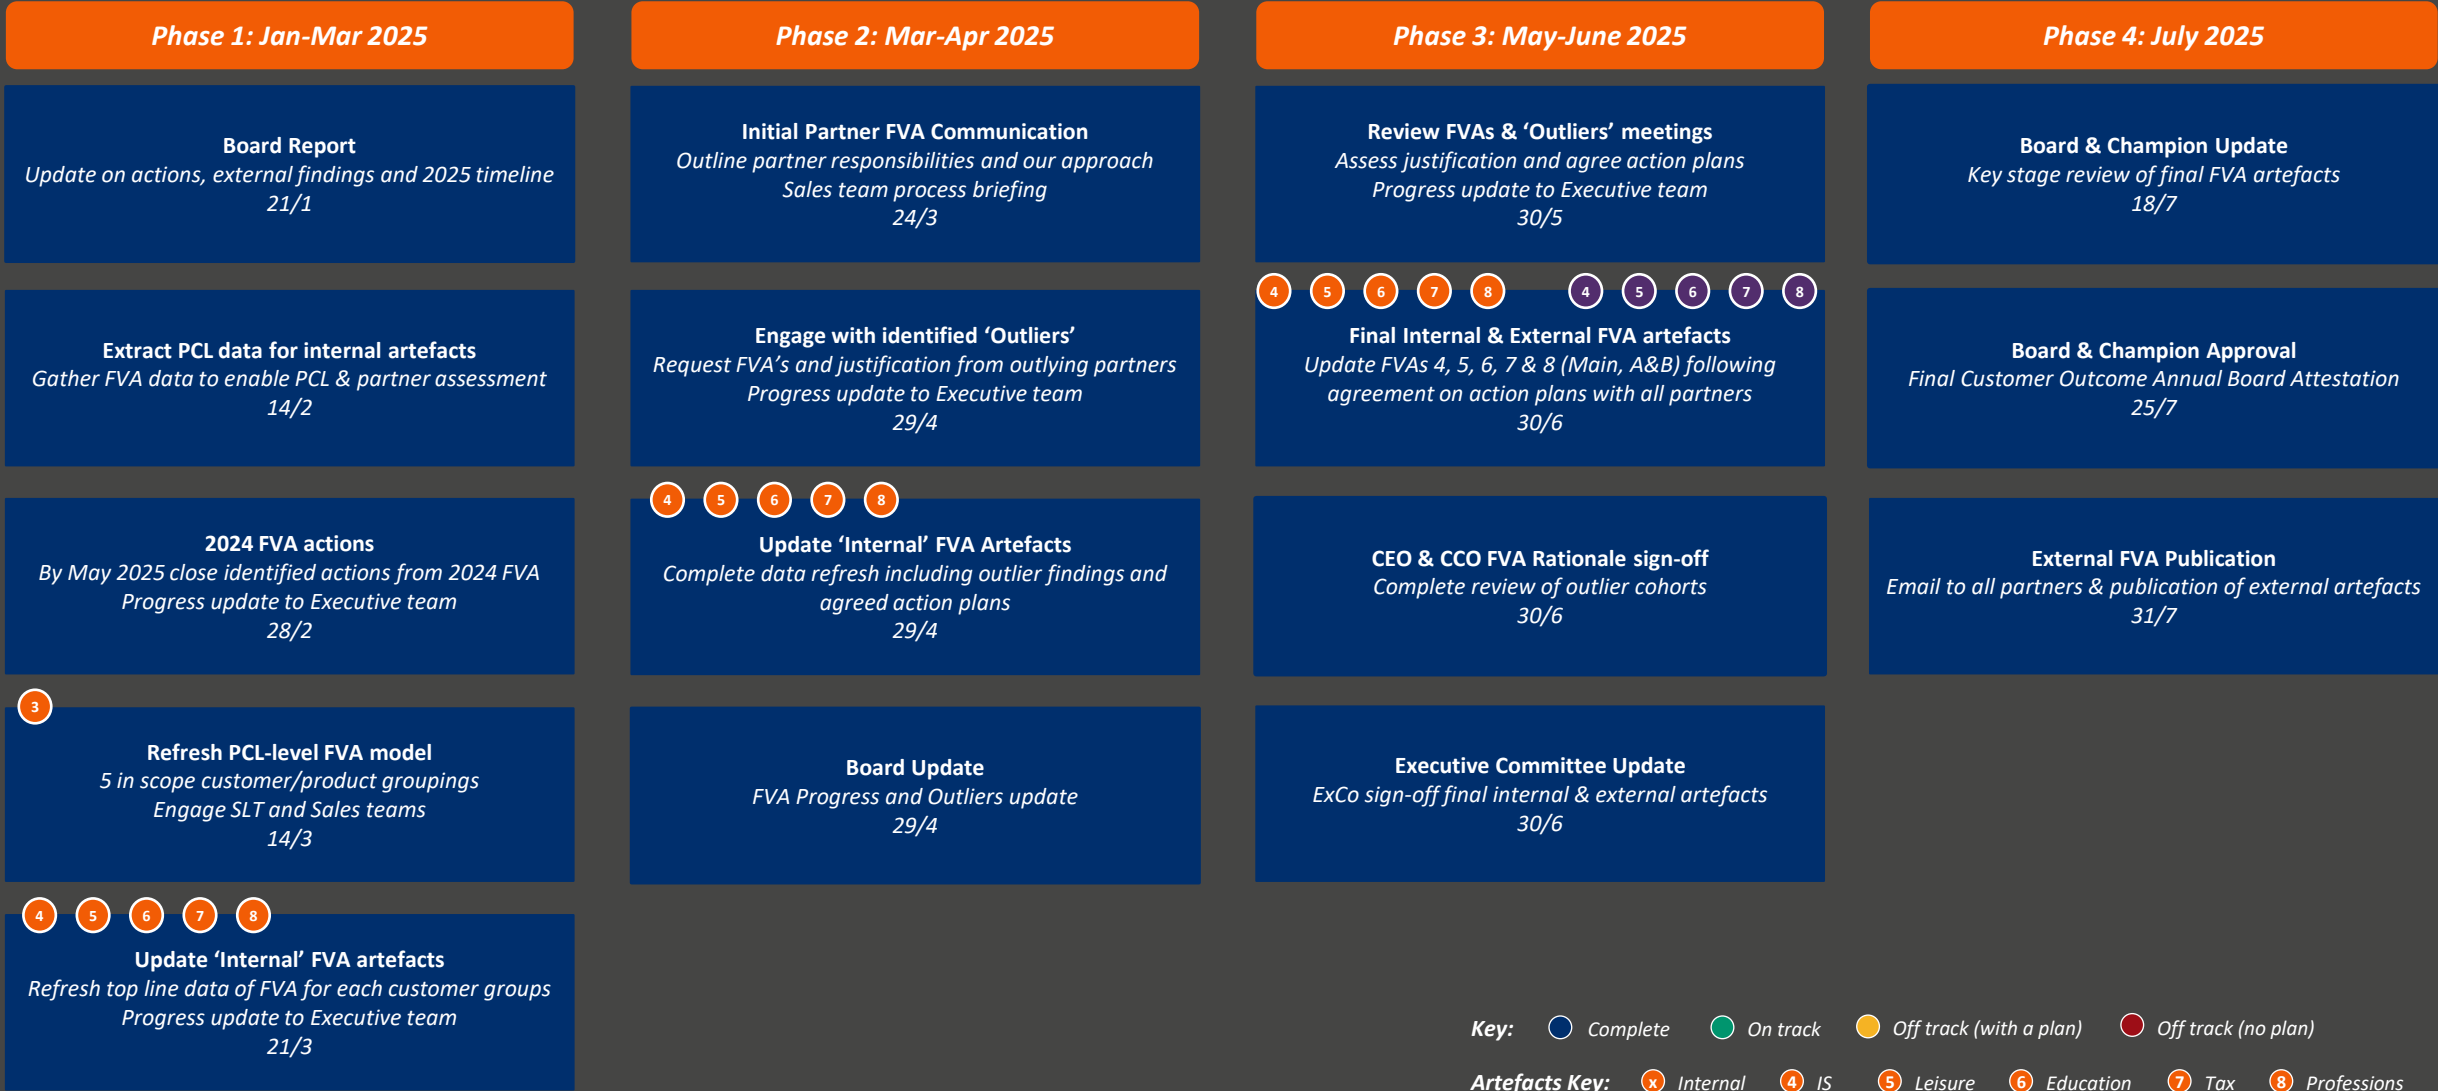 Phase 1: Jan-Mar 2025
Board Report
Update on actions, external findings and 2025 timeline
21/1
Extract PCL data for internal artefacts
Gather FVA data to enable PCL & partner assessment
14/2
2024 FVA actions
By May 2025 close identified actions from 2024 FVA
Progress update to Executive team
28/2
3
Refresh PCL-level FVA model
5 in scope customer/product groupings
Engage SLT and Sales teams
14/3
4 5 6 7 8
Update ‘Internal’ FVA artefacts
Refresh top line data of FVA for each customer groups
Progress update to Executive team
21/3
Phase 2: Mar-Apr 2025
Initial Partner FVA Communication
Outline partner responsibilities and our approach
Sales team process briefing
24/3
Engage with identified ‘Outliers’
Request FVA’s and justification from outlying partners
Progress update to Executive team
29/4
4 5 6 7 8
Update ‘Internal’ FVA Artefacts
Complete data refresh including outlier findings and
agreed action plans
29/4
Board Update
FVA Progress and Outliers update
29/4
Phase 3: May-June 2025
Review FVAs & ‘Outliers’ meetings
Assess justification and agree action plans
Progress update to Executive team
30/5
4 5 6 7 8 4 5 6 7 8
Final Internal & External FVA artefacts
Update FVAs 4, 5, 6, 7 & 8 (Main, A&B) following
agreement on action plans with all partners
30/6
CEO & CCO FVA Rationale sign-off
Complete review of outlier cohorts
30/6
Executive Committee Update
ExCo sign-off final internal & external artefacts
30/6
Phase 4: July 2025
Board & Champion Update
Key stage review of final FVA artefacts
18/7
Board & Champion Approval
Final Customer Outcome Annual Board Attestation
25/7
External FVA Publication
Email to all partners & publication of external artefacts
31/7
Key: Complete On track Off track (with a plan) Off track (no plan)
Artefacts Key: x Internal 4 IS 5 Leisure 6 Education 7 Tax 8 Professions